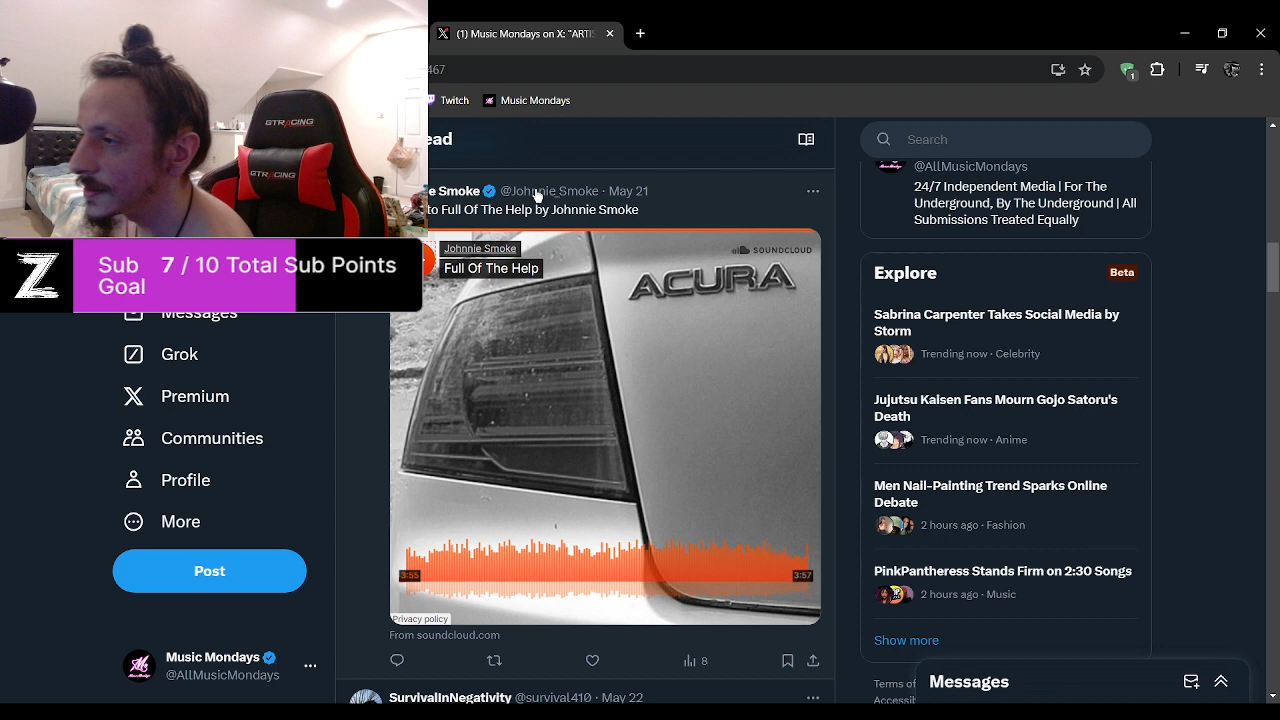 (1) Music Mondays on X: "ARTIS
467
Twitch
Music Mondays
GTRACING
GTRACING
Sub Goal
7 / 10 Total Sub Points
Messages
Grok
Premium
Communities
Profile
More
Post
Music Mondays
@AllMusicMondays
ead
e Smoke @Johnnie_Smoke · May 21
to Full Of The Help by Johnnie Smoke
Johnnie Smoke
Full Of The Help
SOUNDCLOUD
ACURA
3:55
3:57
Privacy policy
From soundcloud.com
8
SurvivalInNegativity @survival410 · May 22
Search
@AllMusicMondays
24/7 Independent Media | For The
Underground, By The Underground | All
Submissions Treated Equally
Explore
Beta
Sabrina Carpenter Takes Social Media by
Storm
Trending now · Celebrity
Jujutsu Kaisen Fans Mourn Gojo Satoru's
Death
Trending now · Anime
Men Nail-Painting Trend Sparks Online
Debate
2 hours ago · Fashion
PinkPantheress Stands Firm on 2:30 Songs
2 hours ago · Music
Show more
Terms of
Messages